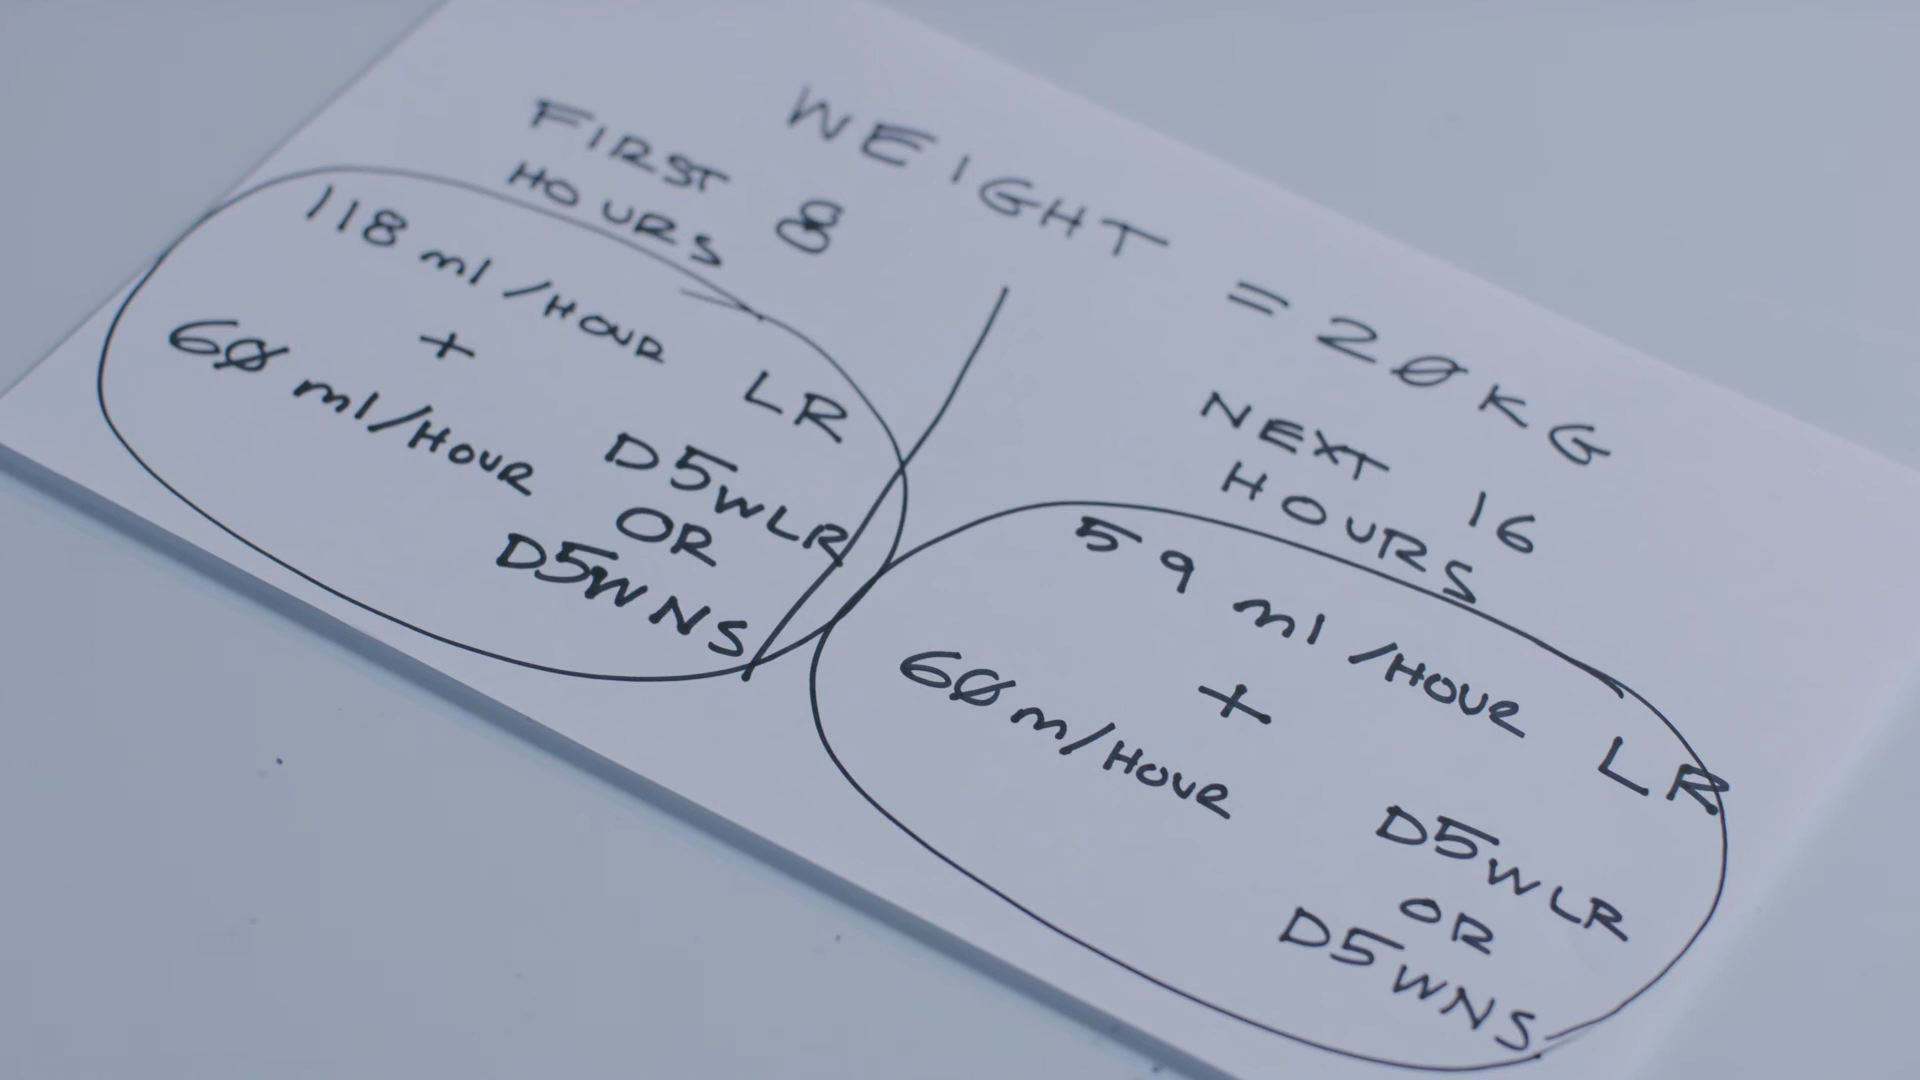 WEIGHT = 20KG
FIRST 8
HOURS
118 ml/HOUR LR
+
60 ml/HOUR D5WLR
OR
D5WNS
NEXT 16
HOURS
59 ml/HOUR LR
+
60 m/HOUR D5WLR
OR
D5WNS